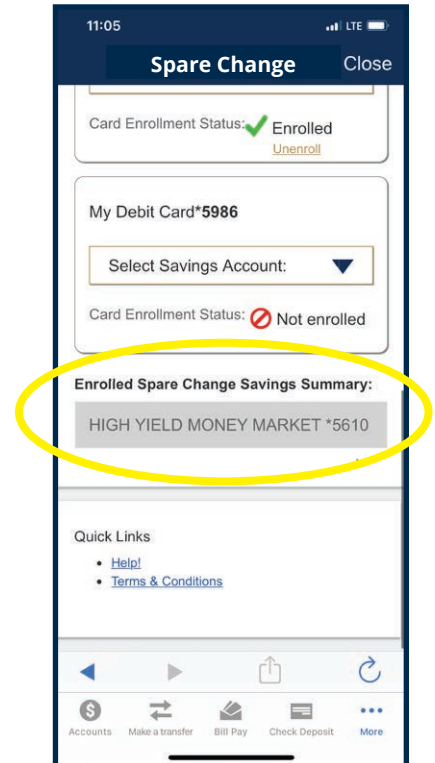 11:05
LTE
Spare Change
Close
Card Enrollment Status:
Enrolled
Unenroll
My Debit Card*5986
Select Savings Account:
Card Enrollment Status:
Not enrolled
Enrolled Spare Change Savings Summary:
HIGH YIELD MONEY MARKET *5610
Quick Links
Help!
Terms & Conditions
Accounts
Make a transfer
Bill Pay
Check Deposit
More